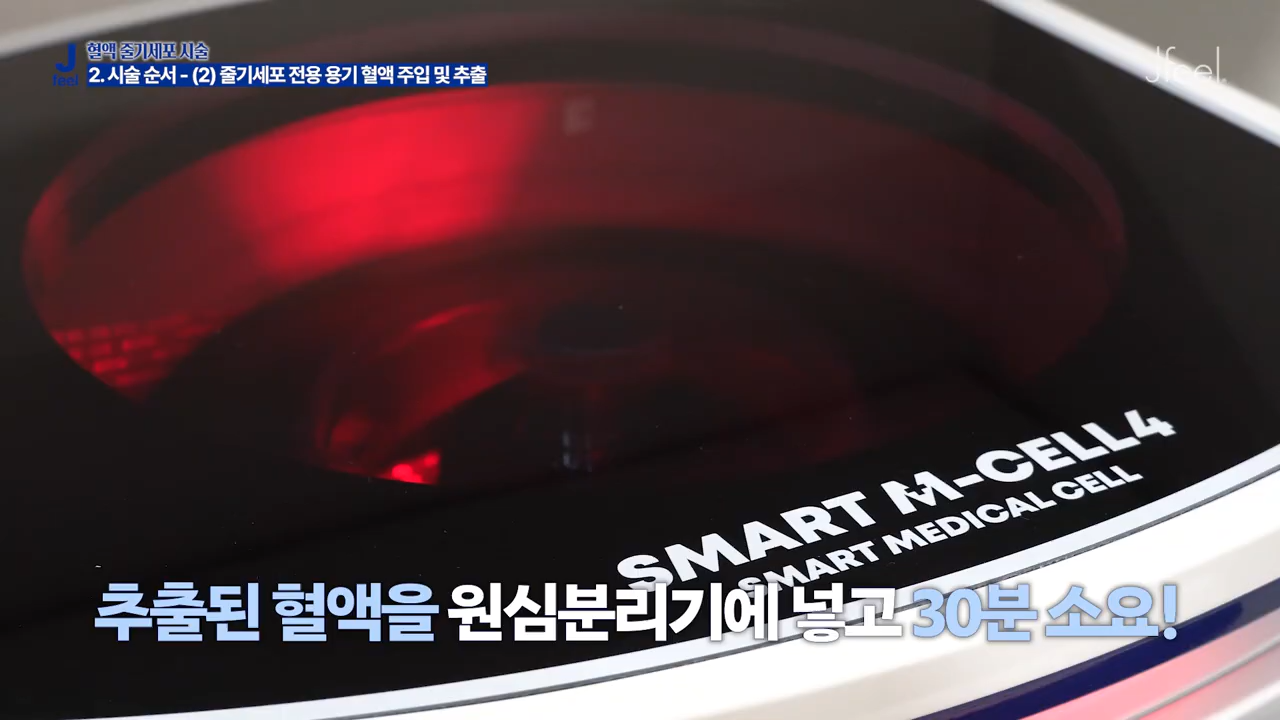 J
feel
혈액 줄기세포 시술
2. 시술 순서 - (2) 줄기세포 전용 용기 혈액 주입 및 추출
Jfeel.
SMART M-CELL4
SMART MEDICAL CELL
추출된 혈액을 원심분리기에 넣고 30분 소요!